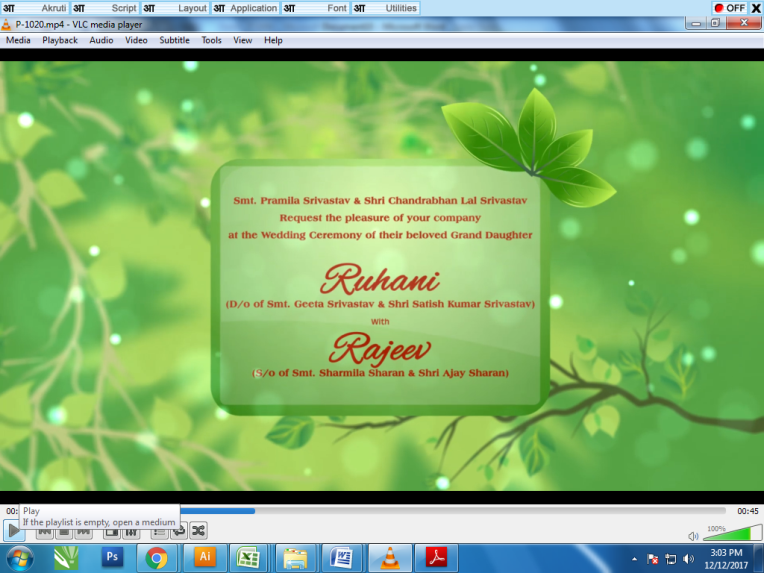 आ Akruti आ Script आ Layout आ Application आ Font आ Utilities OFF X
P-1020.mp4 - VLC media player
Media Playback Audio Video Subtitle Tools View Help
Smt. Pramila Srivastav & Shri Chandrabhan Lal Srivastav
Request the pleasure of your company
at the Wedding Ceremony of their beloved Grand Daughter
Ruhani
(D/o of Smt. Geeta Srivastav & Shri Satish Kumar Srivastav)
With
Rajeev
(S/o of Smt. Sharmila Sharan & Shri Ajay Sharan)
00: 00:45
Play
If the playlist is empty, open a medium
100%
Ps Ai W
3:03 PM
12/12/2017